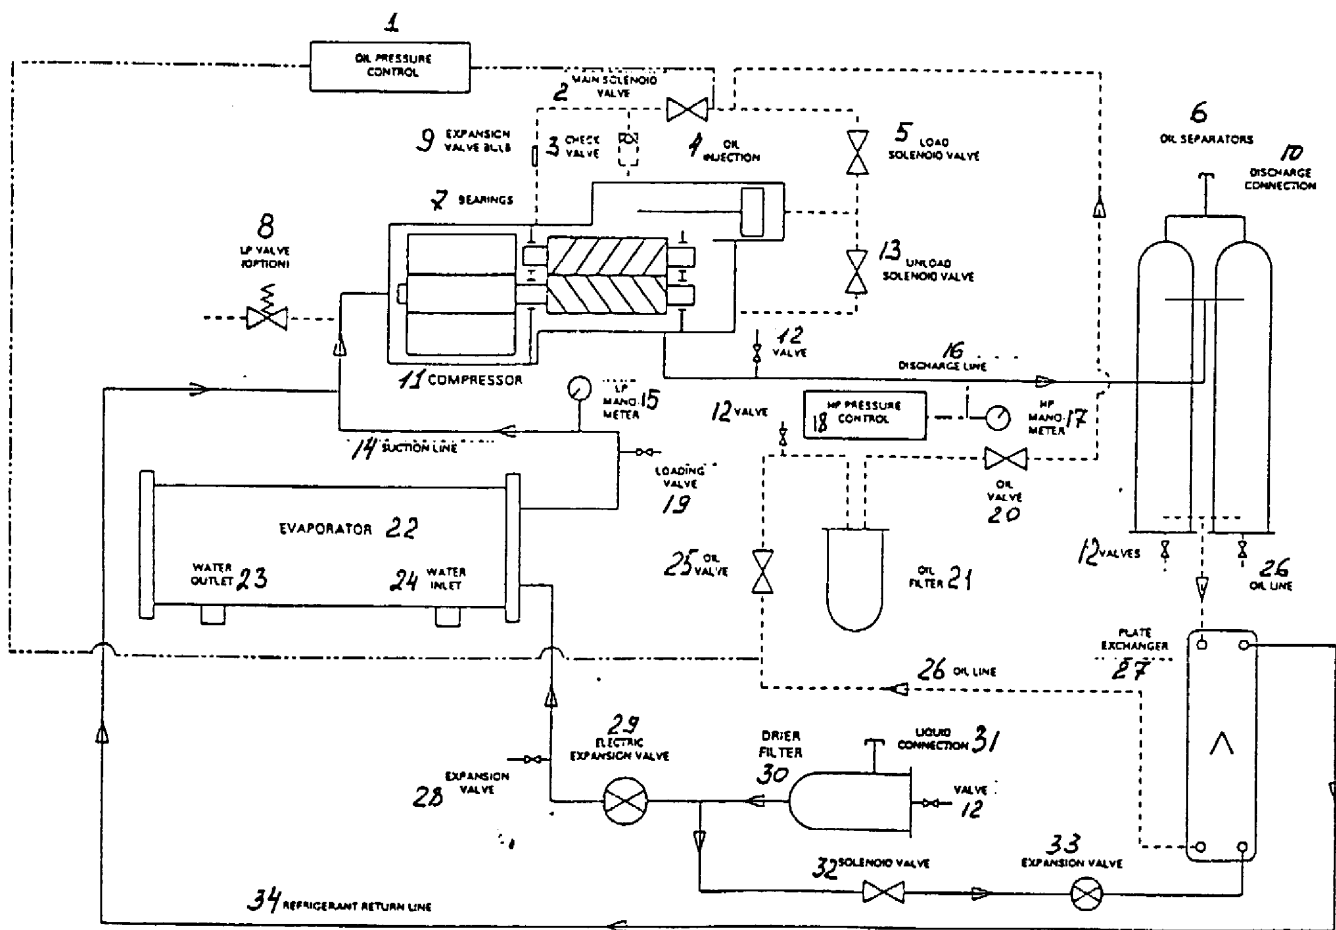 1
OIL PRESSURE
CONTROL
2
MAIN SOLENOID
VALVE
9 EXPANSION
VALVE BULB
3 CHECK
VALVE
4 OIL
INJECTION
5 LOAD
SOLENOID VALVE
6
OIL SEPARATORS
10
DISCHARGE
CONNECTION
7 BEARINGS
8
LP VALVE
(OPTION)
13 UNLOAD
SOLENOID VALVE
11 COMPRESSOR
12
VALVE
16
DISCHARGE LINE
LP
MANO 15
METER
12 VALVE
18 HP PRESSURE
CONTROL
HP
MANO 17
METER
14 SUCTION LINE
LOADING
VALVE
19
OIL
VALVE
20
EVAPORATOR 22
WATER
OUTLET 23
24 WATER
INLET
25 OIL
VALVE
OIL
FILTER 21
12 VALVES
26
OIL LINE
PLATE
EXCHANGER
27
26 OIL LINE
29
ELECTRIC
EXPANSION VALVE
DRIER
FILTER
30
LIQUID
CONNECTION 31
EXPANSION
28 VALVE
VALVE
12
32 SOLENOID VALVE
33
EXPANSION VALVE
34 REFRIGERANT RETURN LINE